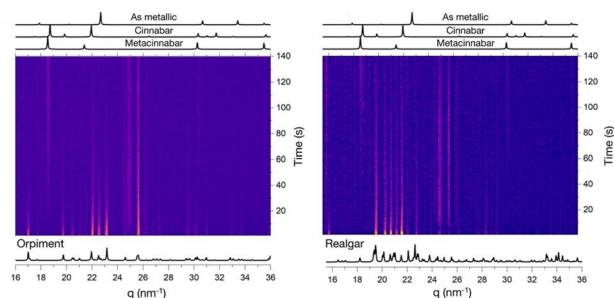 As metallic
Cinnabar
Metacinnabar
140
120
100
80
60
40
20
Time (s)
Orpiment
16 18 20 22 24 26 28 30 32 34 36
q (nm⁻¹)
As metallic
Cinnabar
Metacinnabar
140
120
100
80
60
40
20
Time (s)
Realgar
16 18 20 22 24 26 28 30 32 34 36
q (nm⁻¹)